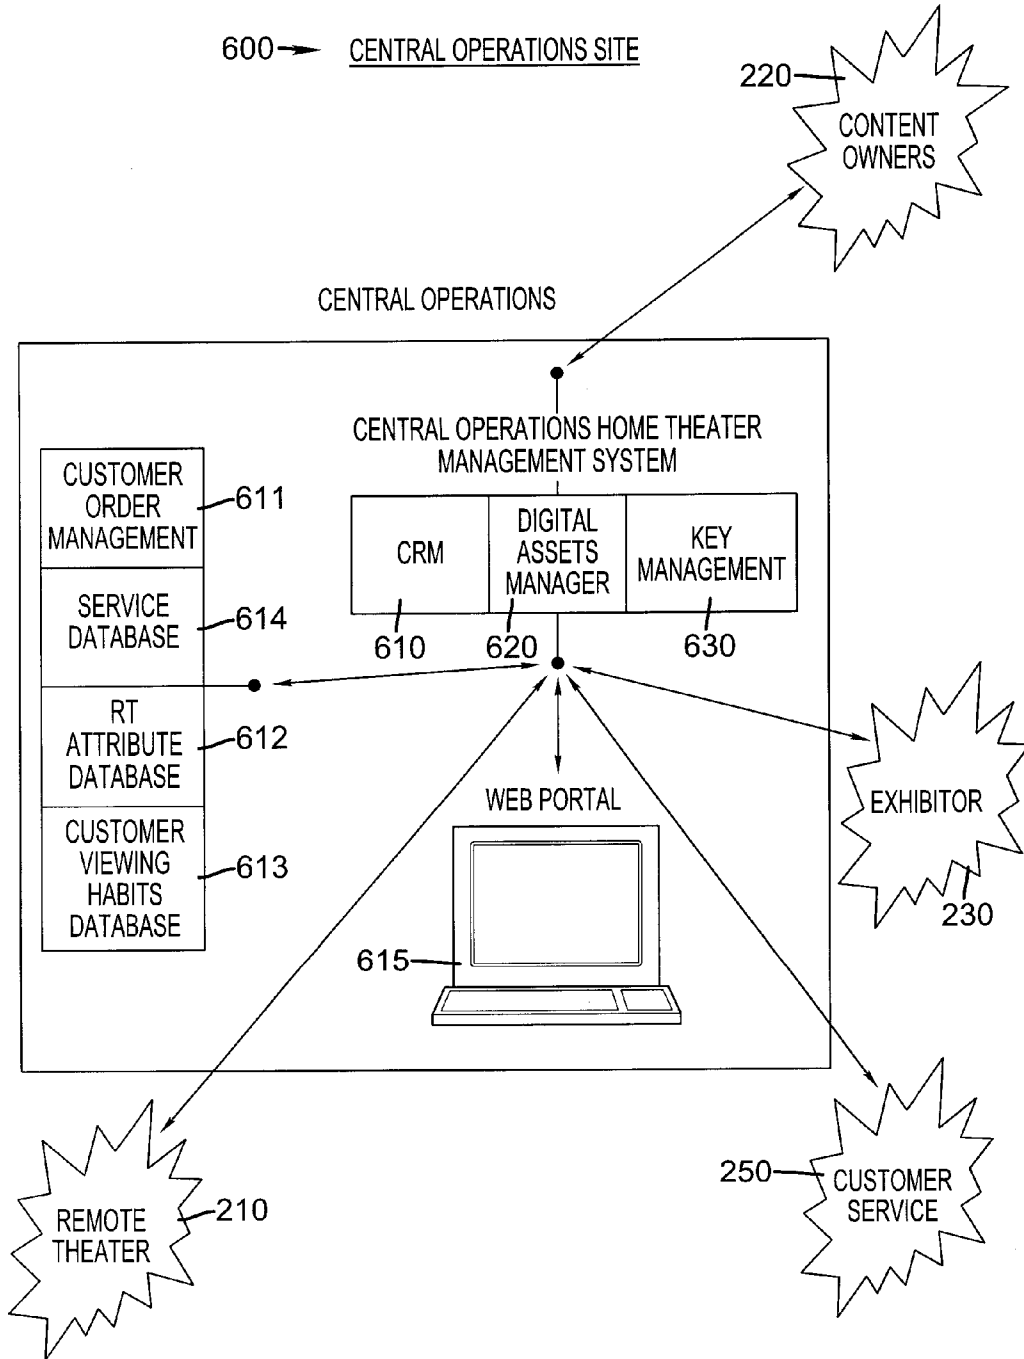 600
CENTRAL OPERATIONS SITE
220
CONTENT
OWNERS
CENTRAL OPERATIONS
CENTRAL OPERATIONS HOME THEATER
MANAGEMENT SYSTEM
CUSTOMER
ORDER
MANAGEMENT
611
SERVICE
DATABASE
614
RT
ATTRIBUTE
DATABASE
612
CUSTOMER
VIEWING
HABITS
DATABASE
613
CRM
610
DIGITAL
ASSETS
MANAGER
620
KEY
MANAGEMENT
630
WEB PORTAL
615
EXHIBITOR
230
REMOTE
THEATER
210
250
CUSTOMER
SERVICE